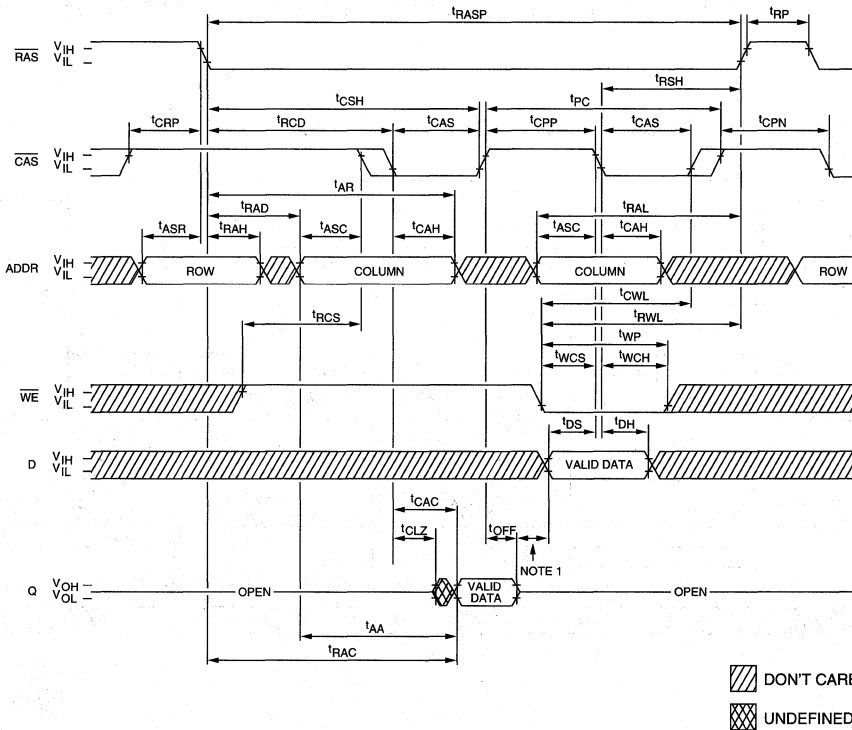 tRASP
tRP
RAS VIH
VIL
tRSH
tCSH
tPC
tCRP
tRCD
tCAS
tCPP
tCAS
tCPN
CAS VIH
VIL
tAR
tRAD
tRAL
tASR
tRAH
tASC
tCAH
tASC
tCAH
ADDR VIH
VIL
ROW
COLUMN
COLUMN
ROW
tCWL
tRCS
tRWL
tWP
tWCS
tWCH
WE VIH
VIL
tDS
tDH
D VIH
VIL
VALID DATA
tCAC
tCLZ
tOFF
NOTE 1
Q VOH
VOL
OPEN
VALID
DATA
OPEN
tAA
tRAC
DON'T CARE
UNDEFINED